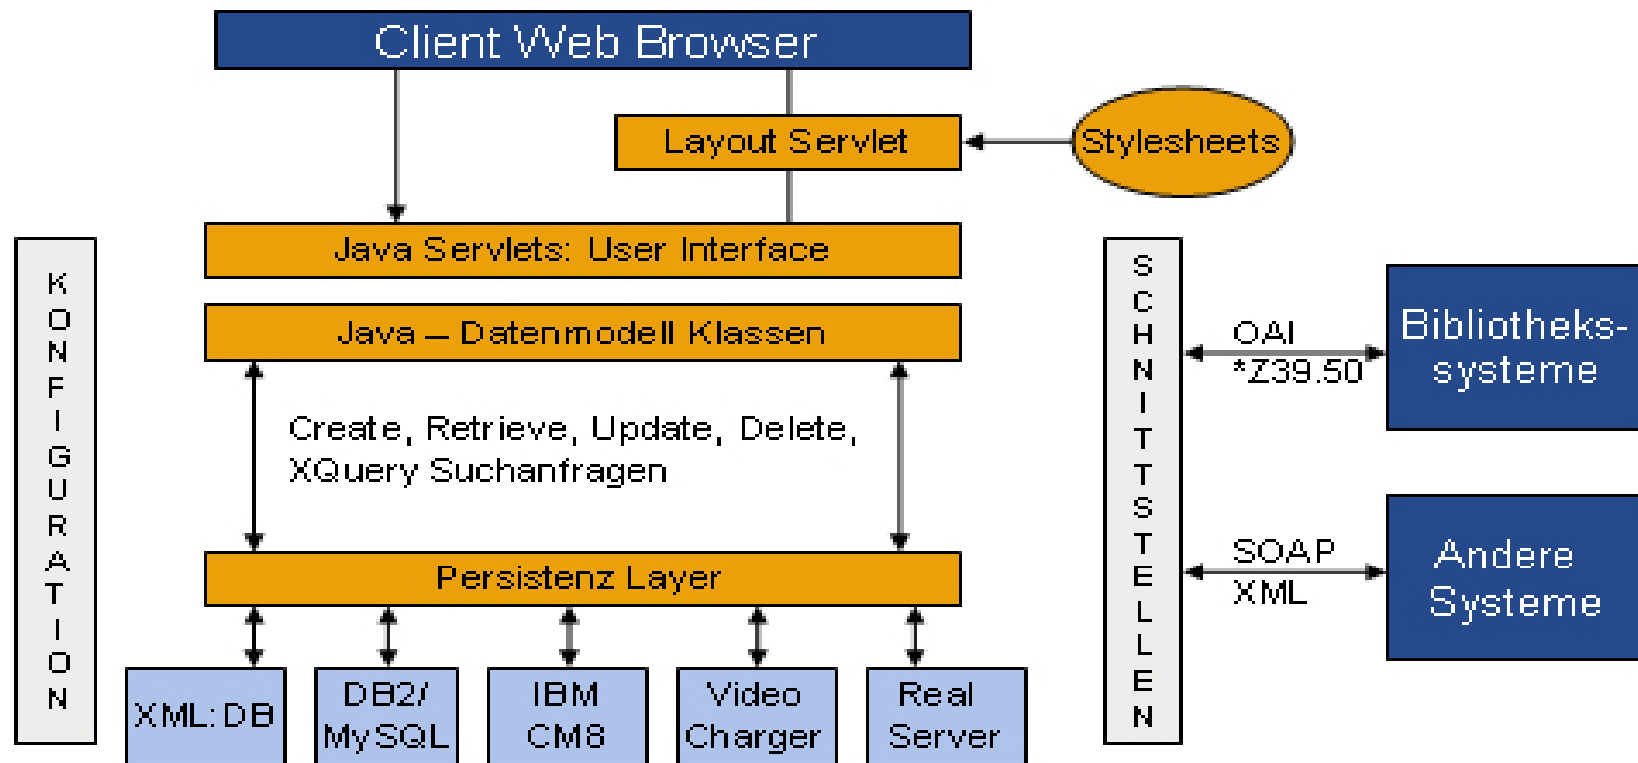 Client Web Browser
Layout Servlet
Stylesheets
Java Servlets: User Interface
Java – Datenmodell Klassen
Create, Retrieve, Update, Delete,
XQuery Suchanfragen
Persistenz Layer
XML:DB
DB2/
MySQL
IBM
CM8
Video
Charger
Real
Server
KONFIGURATION
SCHNITTSTELLEN
OAI
*Z39.50
Bibliotheks-
systeme
SOAP
XML
Andere
Systeme